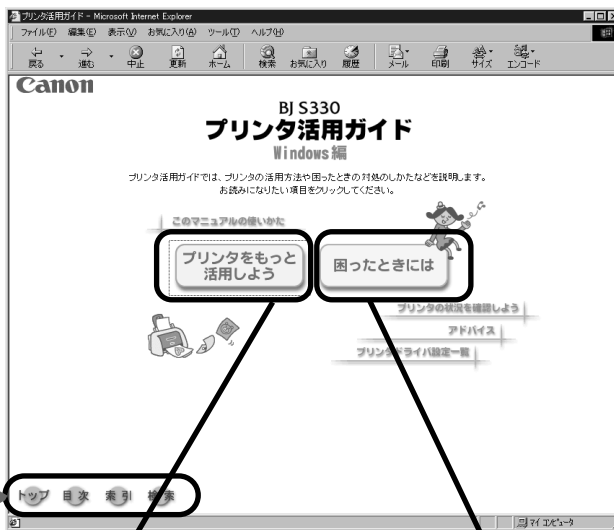 プリンタ活用ガイド - Microsoft Internet Explorer
ファイル(F) 編集(E) 表示(V) お気に入り(A) ツール(T) ヘルプ(H)
戻る 進む 中止 更新 ホーム 検索 お気に入り 履歴 メール 印刷 サイズ エンコード
Canon
BJ S330
プリンタ活用ガイド
Windows編
プリンタ活用ガイドでは、プリンタの活用方法や困ったときの対処のしかたなどを説明します。
お読みになりたい項目をクリックしてください。
このマニュアルの使いかた
プリンタをもっと
活用しよう
困ったときには
プリンタの状況を確認しよう
アドバイス
プリンタドライバ設定一覧
トップ 目次 索引 検索
マイ コンピュータ